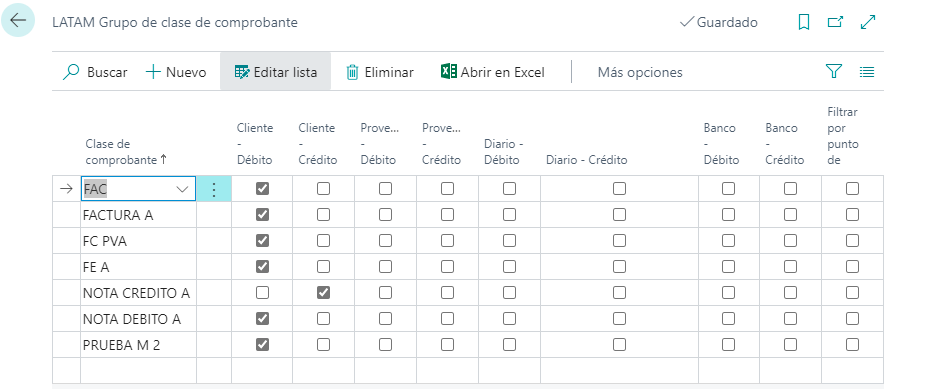 LATAM Grupo de clase de comprobante
Guardado
Buscar
Nuevo
Editar lista
Eliminar
Abrir en Excel
Más opciones
Clase de
comprobante ↑
Cliente
-
Débito
Cliente
-
Crédito
Prove...
-
Débito
Prove...
-
Crédito
Diario -
Débito
Diario - Crédito
Banco
-
Débito
Banco
-
Crédito
Filtrar
por
punto
de
FAC
FACTURA A
FC PVA
FE A
NOTA CREDITO A
NOTA DEBITO A
PRUEBA M 2